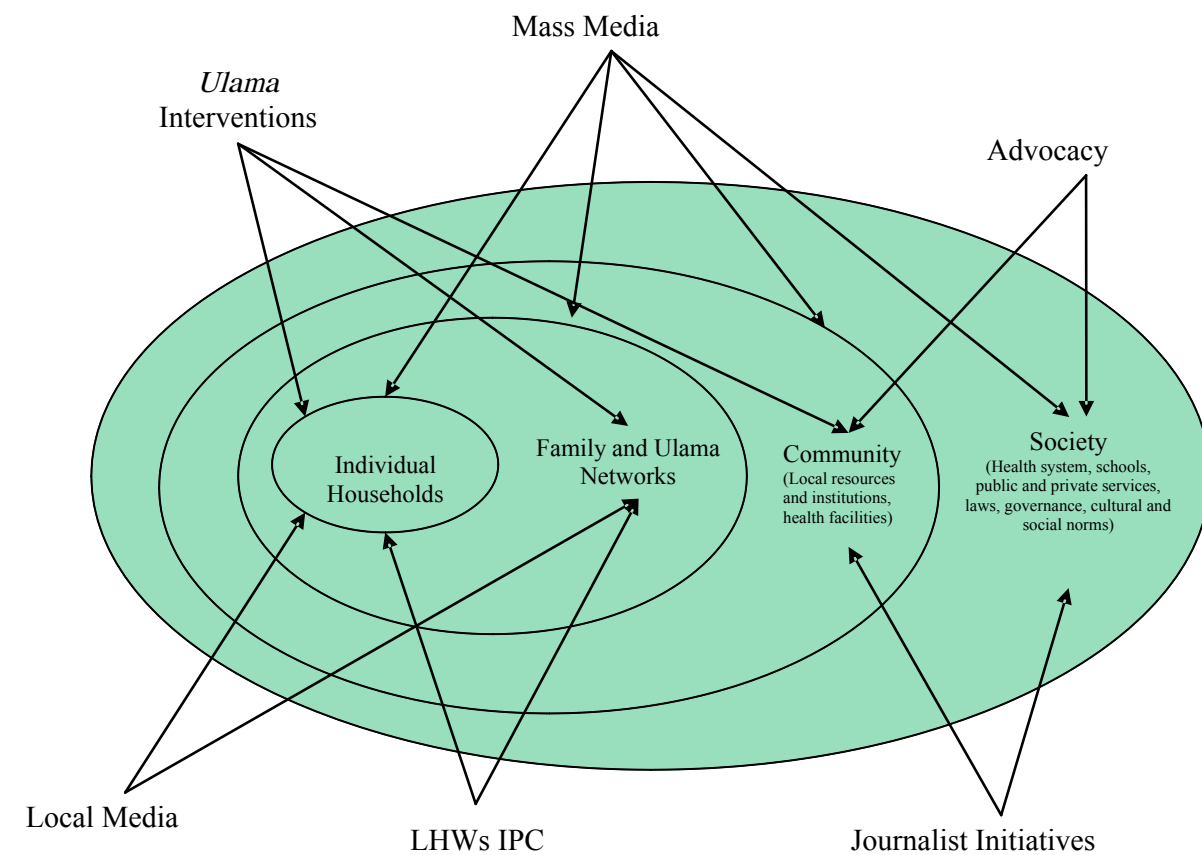 Mass Media
Ulama
Interventions
Advocacy
Individual
Households
Family and Ulama
Networks
Community
(Local resources
and institutions,
health facilities)
Society
(Health system, schools,
public and private services,
laws, governance, cultural and
social norms)
Local Media
LHWs IPC
Journalist Initiatives